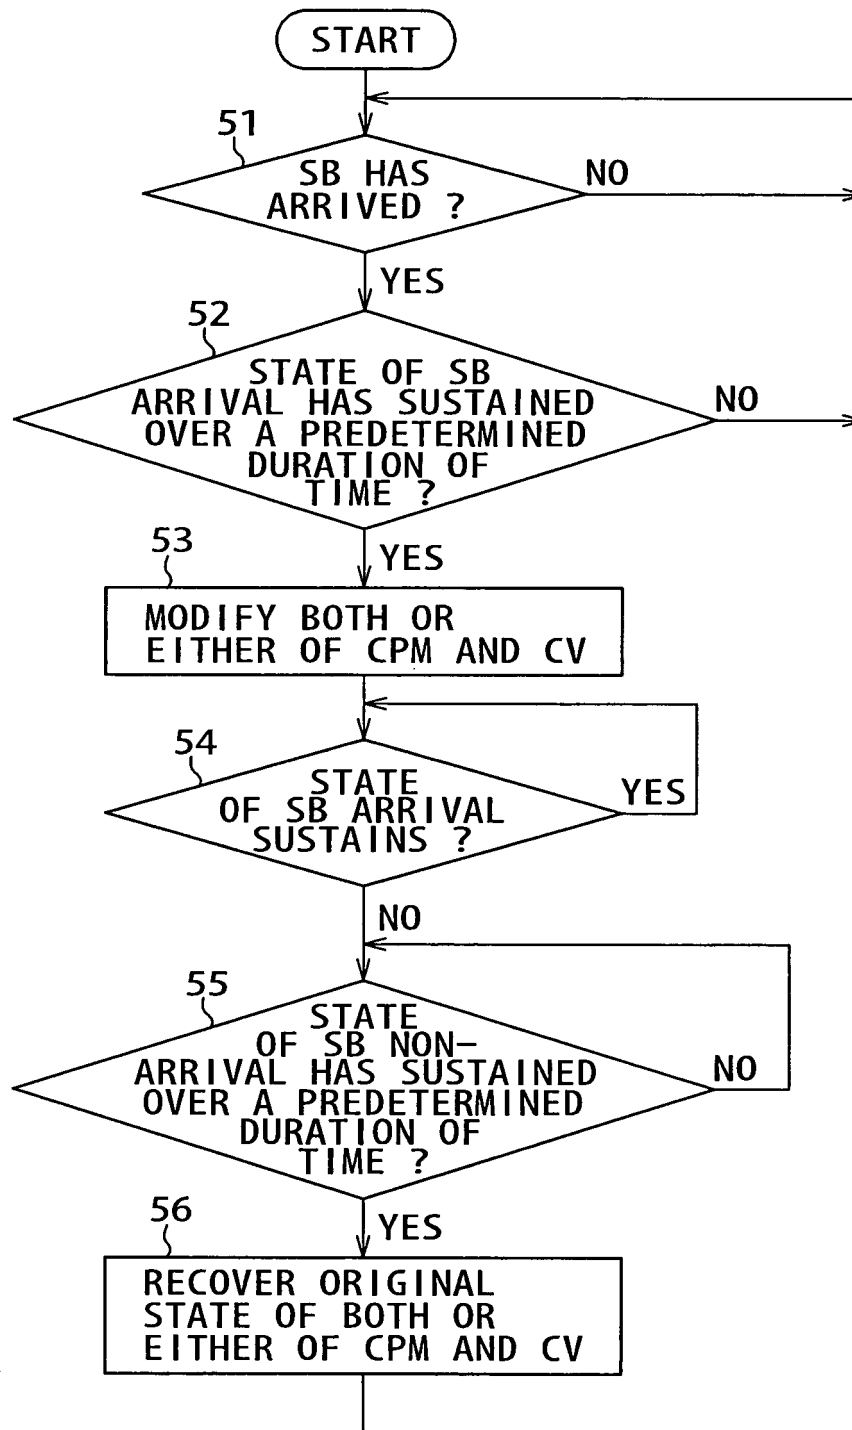 START
51
SB HAS
ARRIVED ?
NO
YES
52
STATE OF SB
ARRIVAL HAS SUSTAINED
OVER A PREDETERMINED
DURATION OF
TIME ?
NO
YES
53
MODIFY BOTH OR
EITHER OF CPM AND CV
54
STATE
OF SB ARRIVAL
SUSTAINS ?
YES
NO
55
STATE
OF SB NON-
ARRIVAL HAS SUSTAINED
OVER A PREDETERMINED
DURATION OF
TIME ?
NO
YES
56
RECOVER ORIGINAL
STATE OF BOTH OR
EITHER OF CPM AND CV